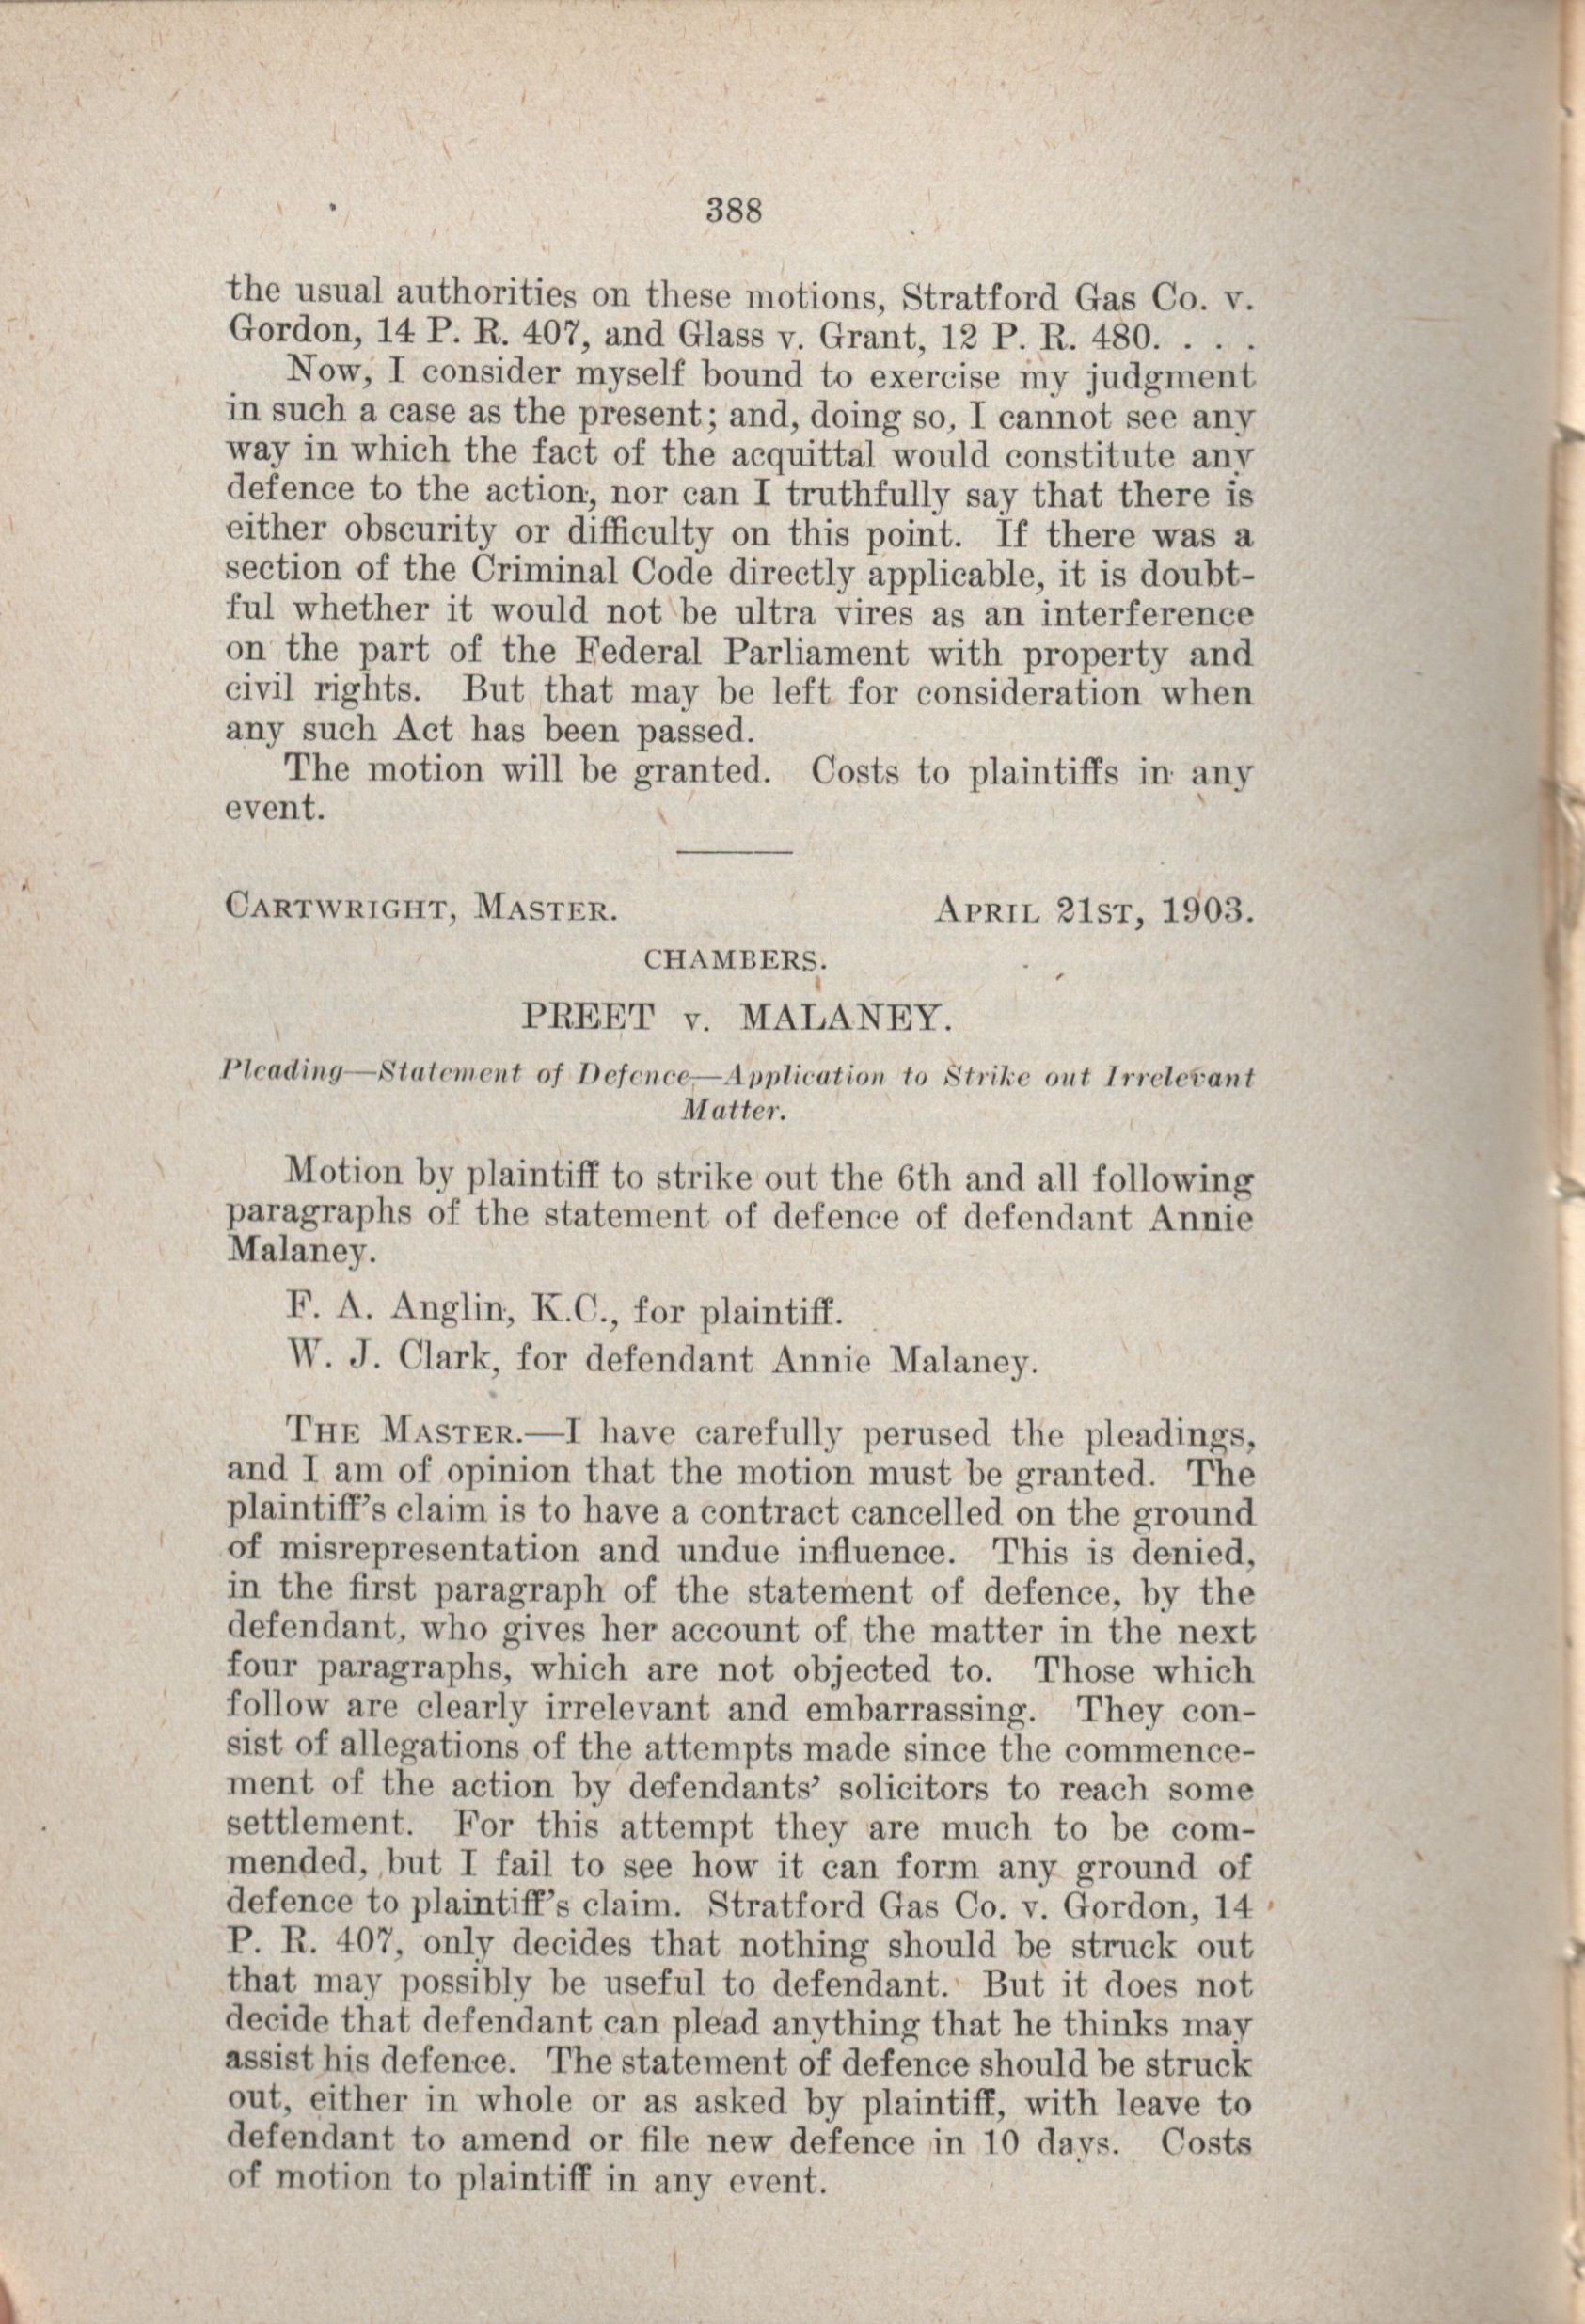 388
the usual authorities on these motions, Stratford Gas Co. v.
Gordon, 14 P. R. 407, and Glass v. Grant, 12 P. R. 480. . . .
Now, I consider myself bound to exercise my judgment
in such a case as the present; and, doing so, I cannot see any
way in which the fact of the acquittal would constitute any
defence to the action, nor can I truthfully say that there is
either obscurity or difficulty on this point. If there was a
section of the Criminal Code directly applicable, it is doubt-
ful whether it would not be ultra vires as an interference
on the part of the Federal Parliament with property and
civil rights. But that may be left for consideration when
any such Act has been passed.
The motion will be granted. Costs to plaintiffs in any
event.
CARTWRIGHT, MASTER. APRIL 21ST, 1903.
CHAMBERS.
PREET v. MALANEY.
Pleading—Statement of Defence—Application to Strike out Irrelevant
Matter.
Motion by plaintiff to strike out the 6th and all following
paragraphs of the statement of defence of defendant Annie
Malaney.
F. A. Anglin, K.C., for plaintiff.
W. J. Clark, for defendant Annie Malaney.
THE MASTER.—I have carefully perused the pleadings,
and I am of opinion that the motion must be granted. The
plaintiff's claim is to have a contract cancelled on the ground
of misrepresentation and undue influence. This is denied,
in the first paragraph of the statement of defence, by the
defendant, who gives her account of the matter in the next
four paragraphs, which are not objected to. Those which
follow are clearly irrelevant and embarrassing. They con-
sist of allegations of the attempts made since the commence-
ment of the action by defendants' solicitors to reach some
settlement. For this attempt they are much to be com-
mended, but I fail to see how it can form any ground of
defence to plaintiff's claim. Stratford Gas Co. v. Gordon, 14
P. R. 407, only decides that nothing should be struck out
that may possibly be useful to defendant. But it does not
decide that defendant can plead anything that he thinks may
assist his defence. The statement of defence should be struck
out, either in whole or as asked by plaintiff, with leave to
defendant to amend or file new defence in 10 days. Costs
of motion to plaintiff in any event.